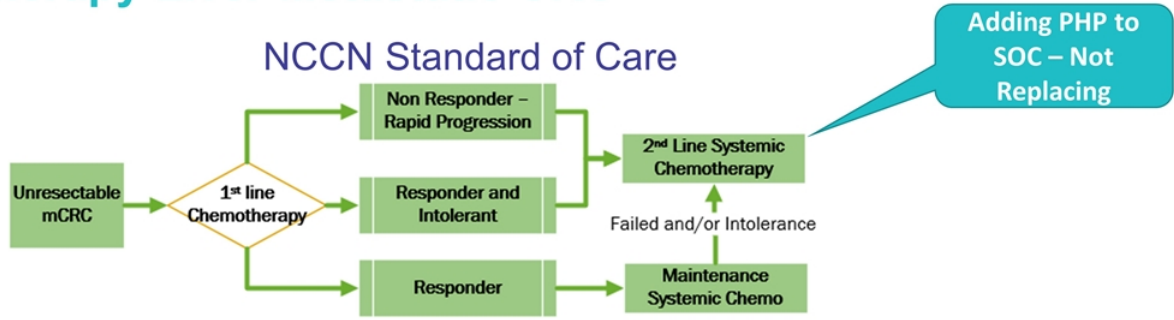 NCCN Standard of Care
Adding PHP to
SOC – Not
Replacing
Unresectable
mCRC
1st line
Chemotherapy
Non Responder –
Rapid Progression
Responder and
Intolerant
Responder
2nd Line Systemic
Chemotherapy
Failed and/or Intolerance
Maintenance
Systemic Chemo